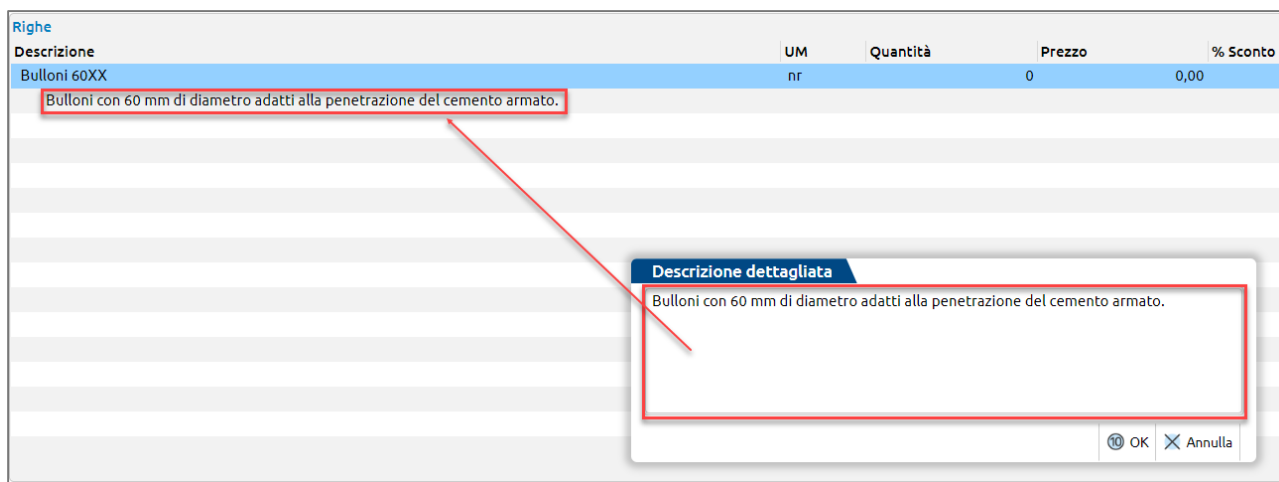 Righe
Descrizione UM Quantità Prezzo % Sconto
Bulloni 60XX nr 0 0,00
Bulloni con 60 mm di diametro adatti alla penetrazione del cemento armato.
Descrizione dettagliata
Bulloni con 60 mm di diametro adatti alla penetrazione del cemento armato.
10 OK Annulla